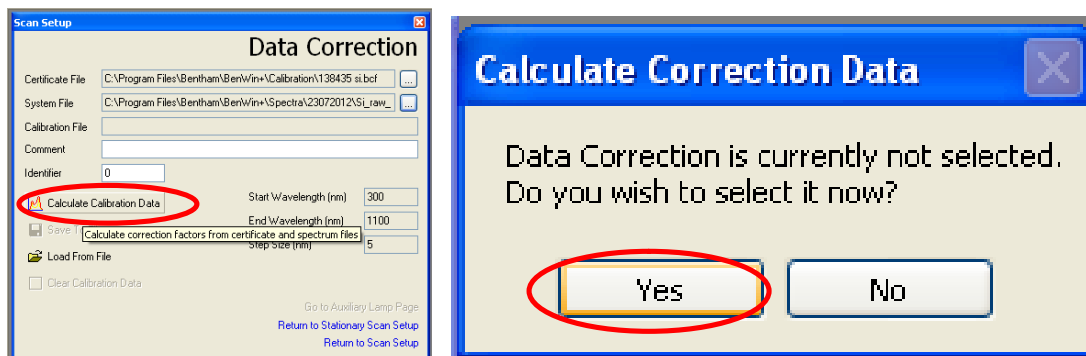 Scan Setup
Data Correction
Certificate File C:\Program Files\Bentham\BenWin+\Calibration\138435 si.bcf ...
System File C:\Program Files\Bentham\BenWin+\Spectra\23072012\Si_raw_ ...
Calibration File
Comment
Identifier 0
Calculate Calibration Data Start Wavelength (nm) 300
End Wavelength (nm) 1100
Save
Calculate correction factors from certificate and spectrum files
Step Size (nm) 5
Load From File
Clear Calibration Data
Go to Auxiliary Lamp Page
Return to Stationary Scan Setup
Return to Scan Setup
Calculate Correction Data
Data Correction is currently not selected.
Do you wish to select it now?
Yes No